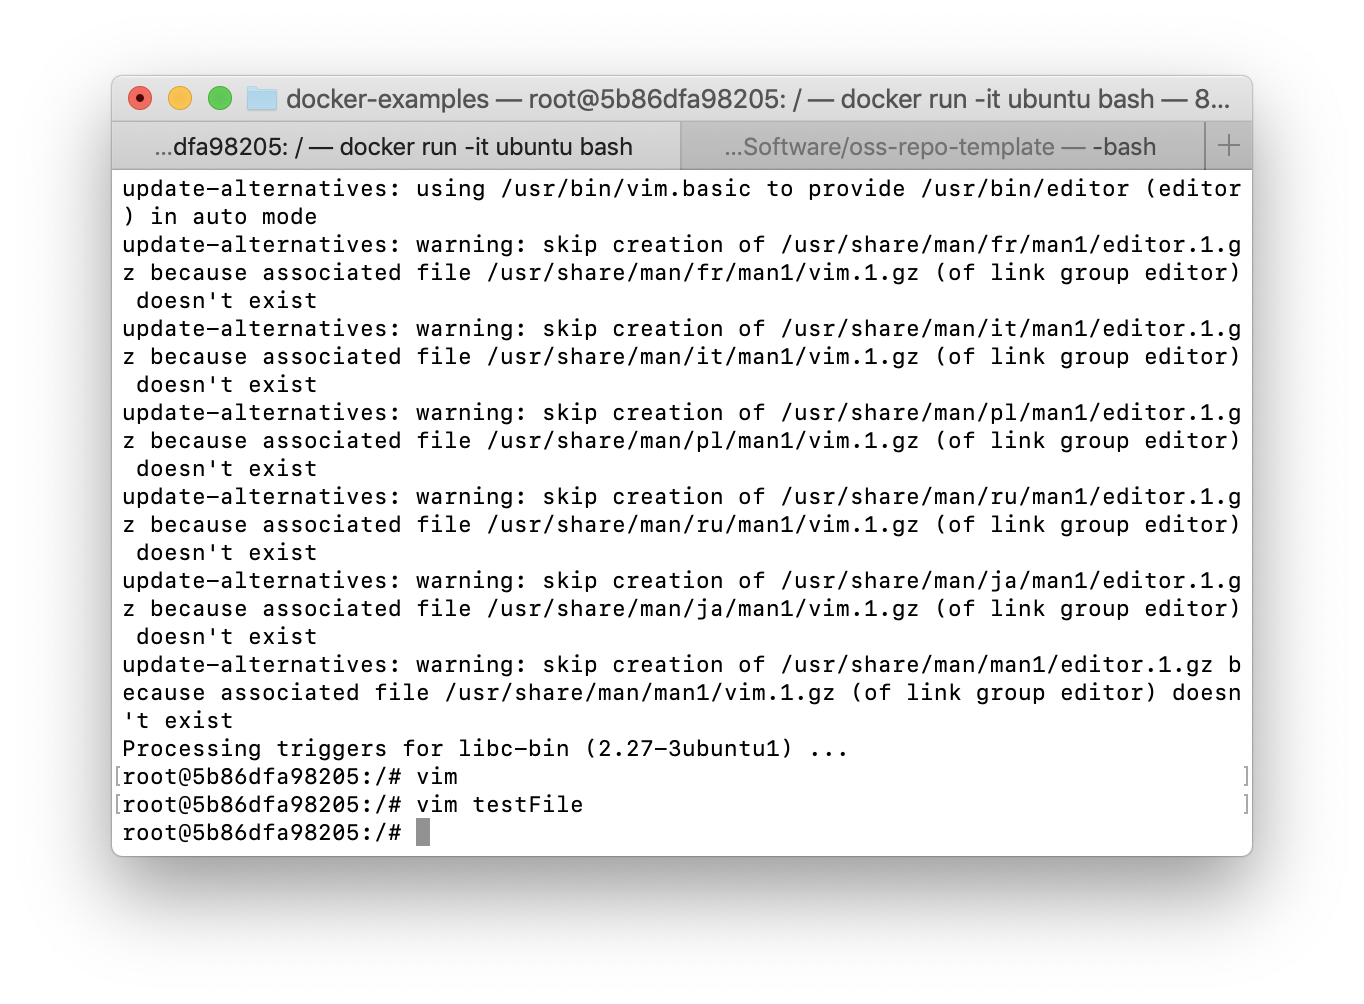 docker-examples — root@5b86dfa98205: / — docker run -it ubuntu bash — 8...
...dfa98205: / — docker run -it ubuntu bash
...Software/oss-repo-template — -bash
update-alternatives: using /usr/bin/vim.basic to provide /usr/bin/editor (editor
) in auto mode
update-alternatives: warning: skip creation of /usr/share/man/fr/man1/editor.1.g
z because associated file /usr/share/man/fr/man1/vim.1.gz (of link group editor)
 doesn't exist
update-alternatives: warning: skip creation of /usr/share/man/it/man1/editor.1.g
z because associated file /usr/share/man/it/man1/vim.1.gz (of link group editor)
 doesn't exist
update-alternatives: warning: skip creation of /usr/share/man/pl/man1/editor.1.g
z because associated file /usr/share/man/pl/man1/vim.1.gz (of link group editor)
 doesn't exist
update-alternatives: warning: skip creation of /usr/share/man/ru/man1/editor.1.g
z because associated file /usr/share/man/ru/man1/vim.1.gz (of link group editor)
 doesn't exist
update-alternatives: warning: skip creation of /usr/share/man/ja/man1/editor.1.g
z because associated file /usr/share/man/ja/man1/vim.1.gz (of link group editor)
 doesn't exist
update-alternatives: warning: skip creation of /usr/share/man/man1/editor.1.gz b
ecause associated file /usr/share/man/man1/vim.1.gz (of link group editor) doesn
't exist
Processing triggers for libc-bin (2.27-3ubuntu1) ...
[root@5b86dfa98205:/# vim ]
[root@5b86dfa98205:/# vim testFile ]
root@5b86dfa98205:/#